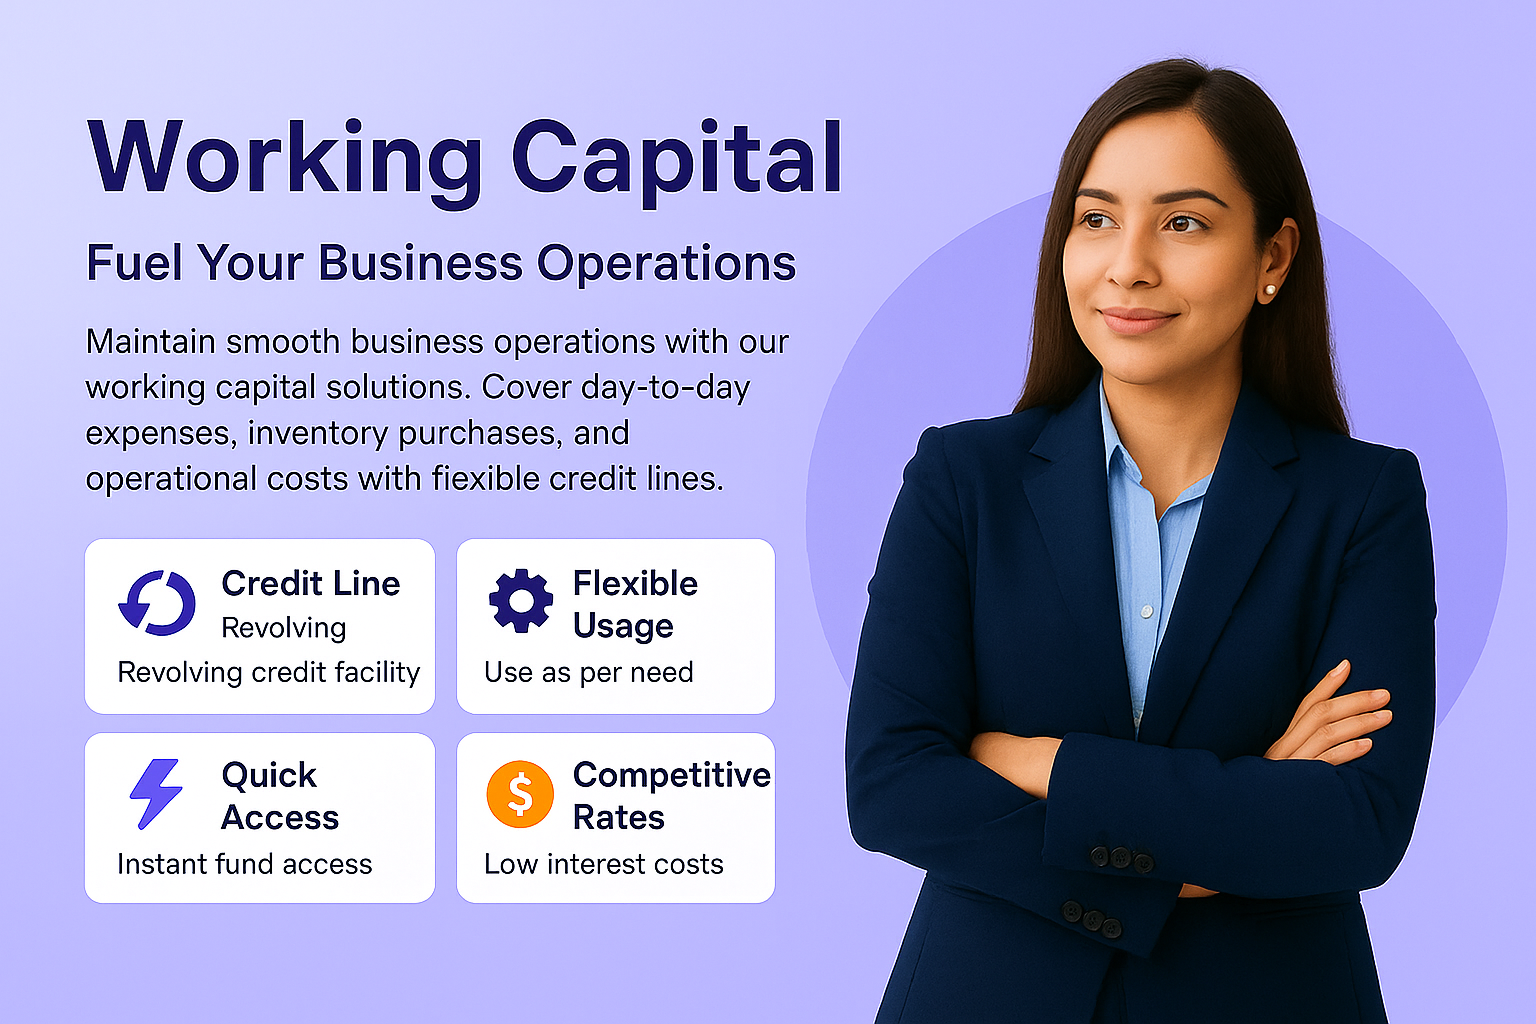 Working Capital
Fuel Your Business Operations
Maintain smooth business operations with our
working capital solutions. Cover day-to-day
expenses, inventory purchases, and
operational costs with flexible credit lines.
Credit Line
Revolving
Revolving credit facility
Flexible
Usage
Use as per need
Quick
Access
Instant fund access
$
Competitive
Rates
Low interest costs